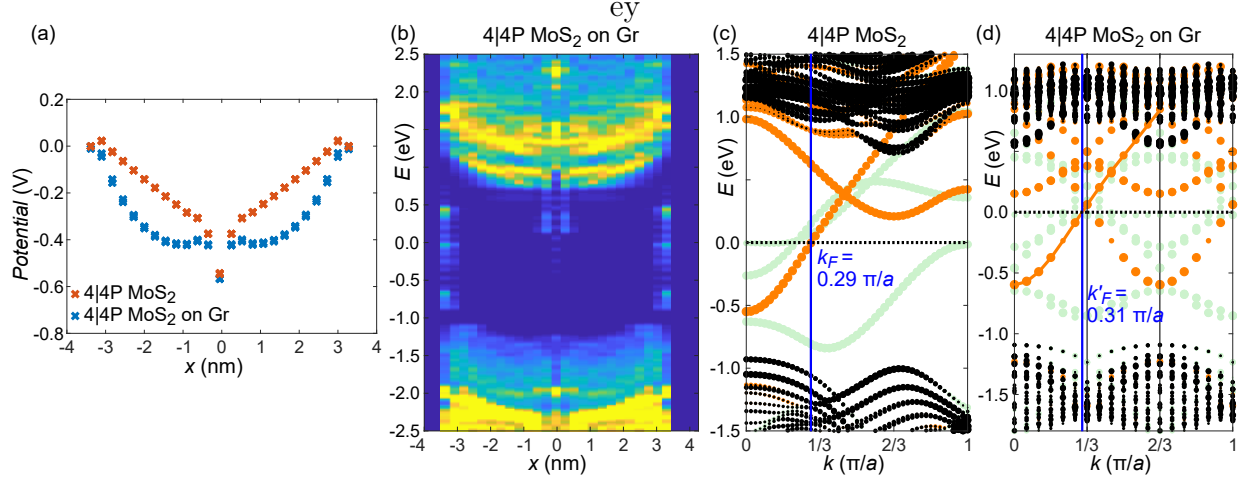 ey
(a)
0.2
0.0
-0.2
-0.4
-0.6
-0.8
Potential (V)
4|4P MoS2
4|4P MoS2 on Gr
-4 -3 -2 -1 0 1 2 3 4
x (nm)
(b)
4|4P MoS2 on Gr
2.5
2.0
1.5
1.0
0.5
0.0
-0.5
-1.0
-1.5
-2.0
-2.5
E (eV)
-4 -3 -2 -1 0 1 2 3 4
x (nm)
(c)
4|4P MoS2
1.5
1.0
0.5
0.0
-0.5
-1.0
-1.5
E (eV)
kF =
0.29 π/a
0 1/3 2/3 1
k (π/a)
(d)
4|4P MoS2 on Gr
1.0
0.5
0.0
-0.5
-1.0
-1.5
E (eV)
k'F =
0.31 π/a
0 1/3 2/3 1
k (π/a)